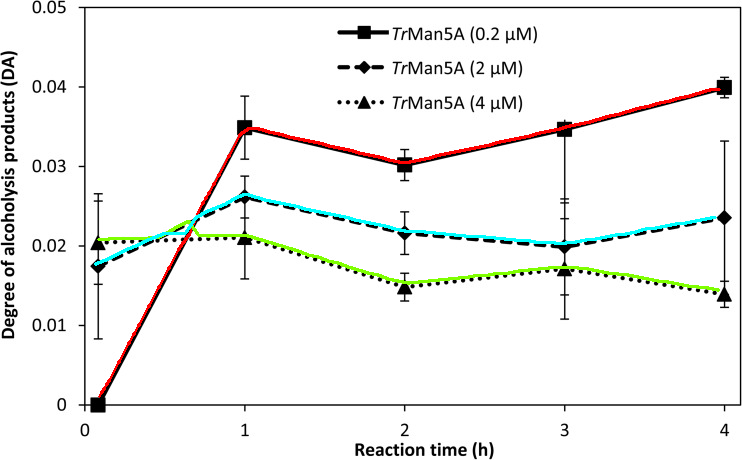 0.05
TrMan5A (0.2 µM)
TrMan5A (2 µM)
TrMan5A (4 µM)
0.04
0.03
0.02
0.01
0
Degree of alcoholysis products (DA)
0 1 2 3 4
Reaction time (h)